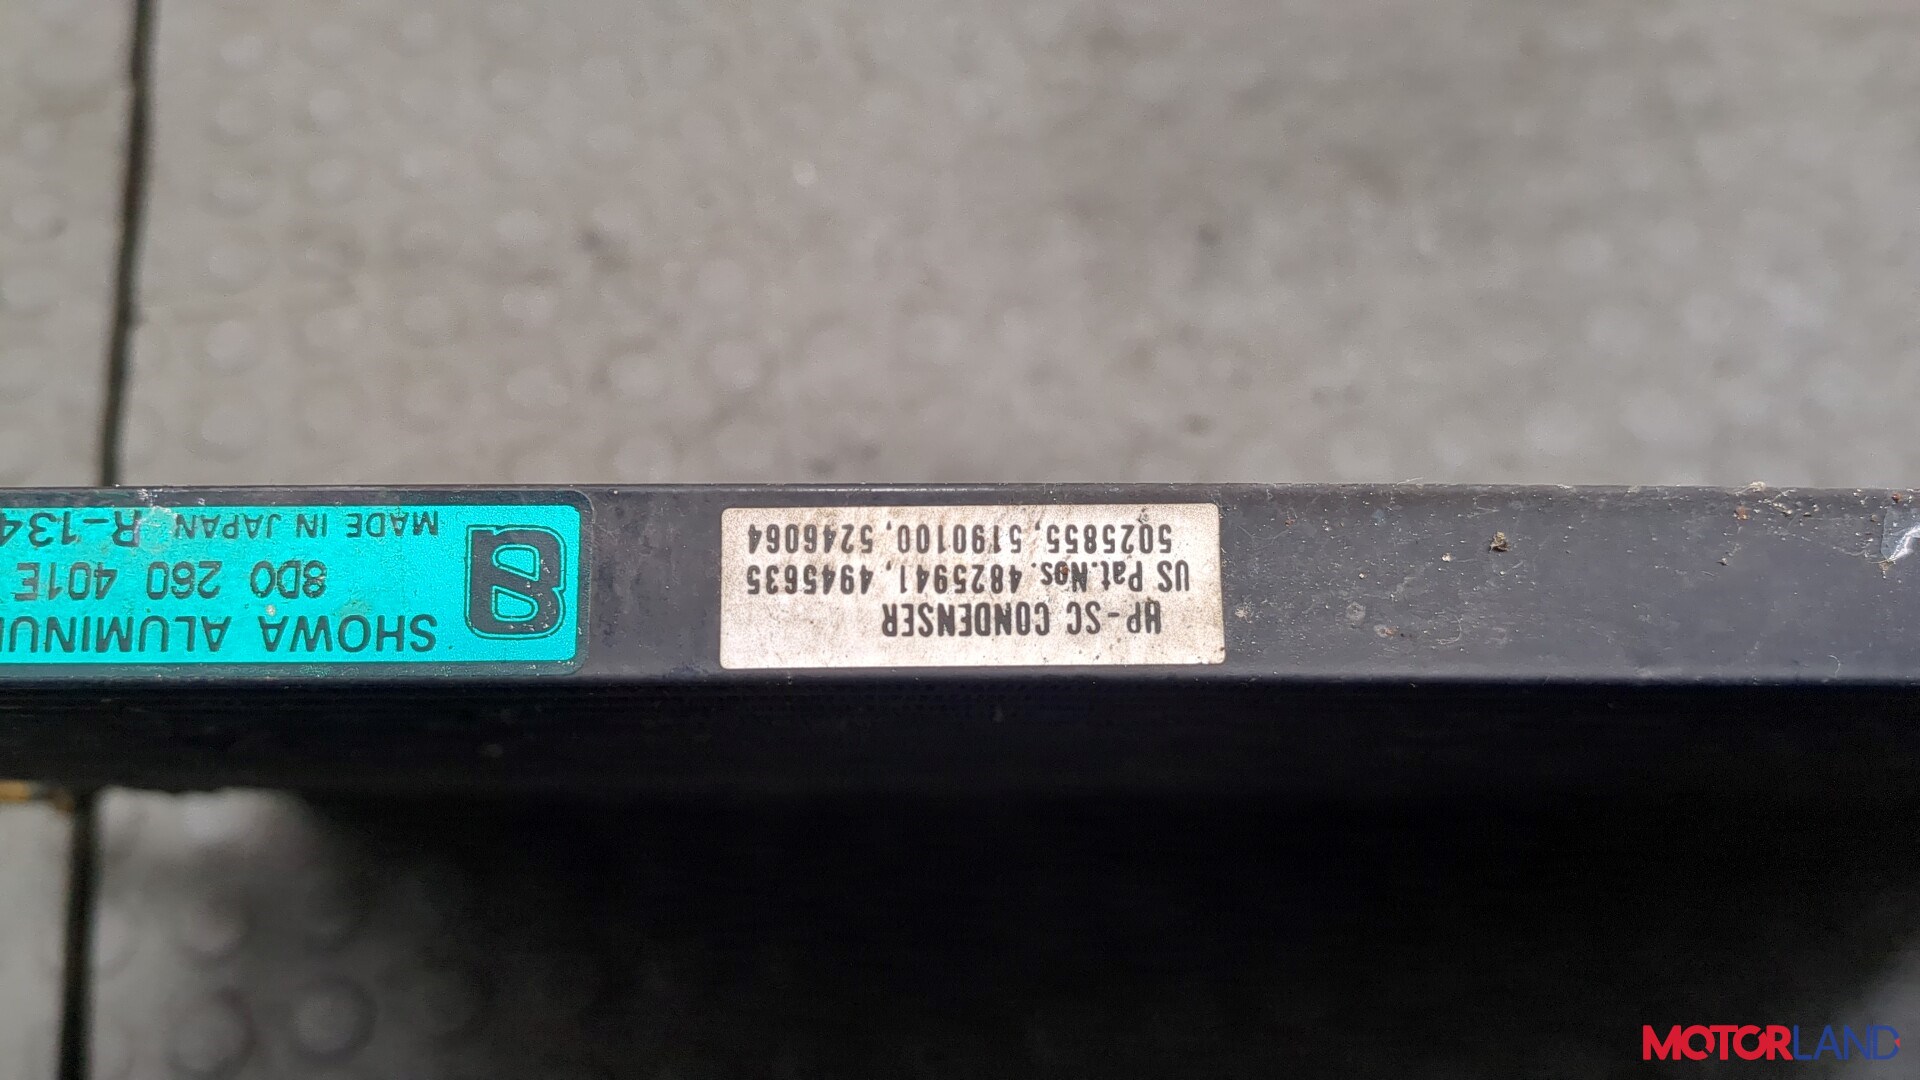 SHOWA ALUMINU
8D0 260 401E
MADE IN JAPAN R-134
HP-SC CONDENSER
US Pat.Nos. 4825941, 4945635
5025855, 5190100, 5246064
MOTORLAND